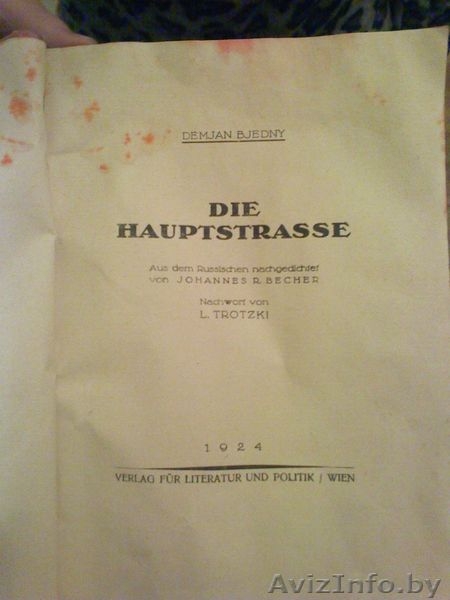 DEMJAN BJEDNY
DIE
HAUPTSTRASSE
Aus dem Russischen nachgedichtet
von JOHANNES R. BECHER
Nachwort von
L. TROTZKI
1924
VERLAG FÜR LITERATUR UND POLITIK / WIEN
AvizInfo.by